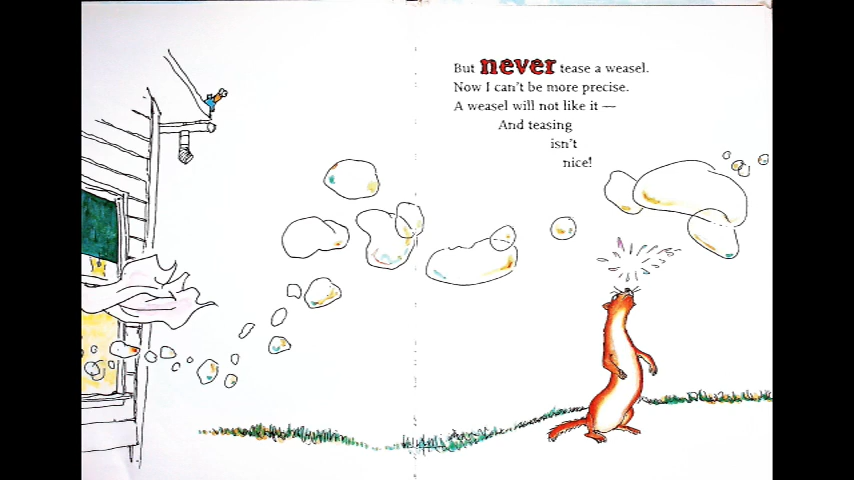 But never tease a weasel.
Now I can't be more precise.
A weasel will not like it —
And teasing
isn't
nice!